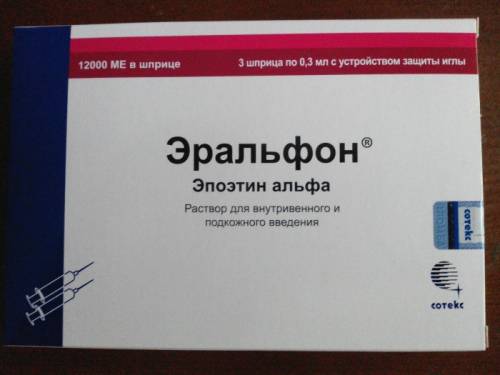 12000 МЕ в шприце
3 шприца по 0,3 мл с устройством защиты иглы
Эральфон®
Эпоэтин альфа
Раствор для внутривенного и
подкожного введения
сотекс
сотекс